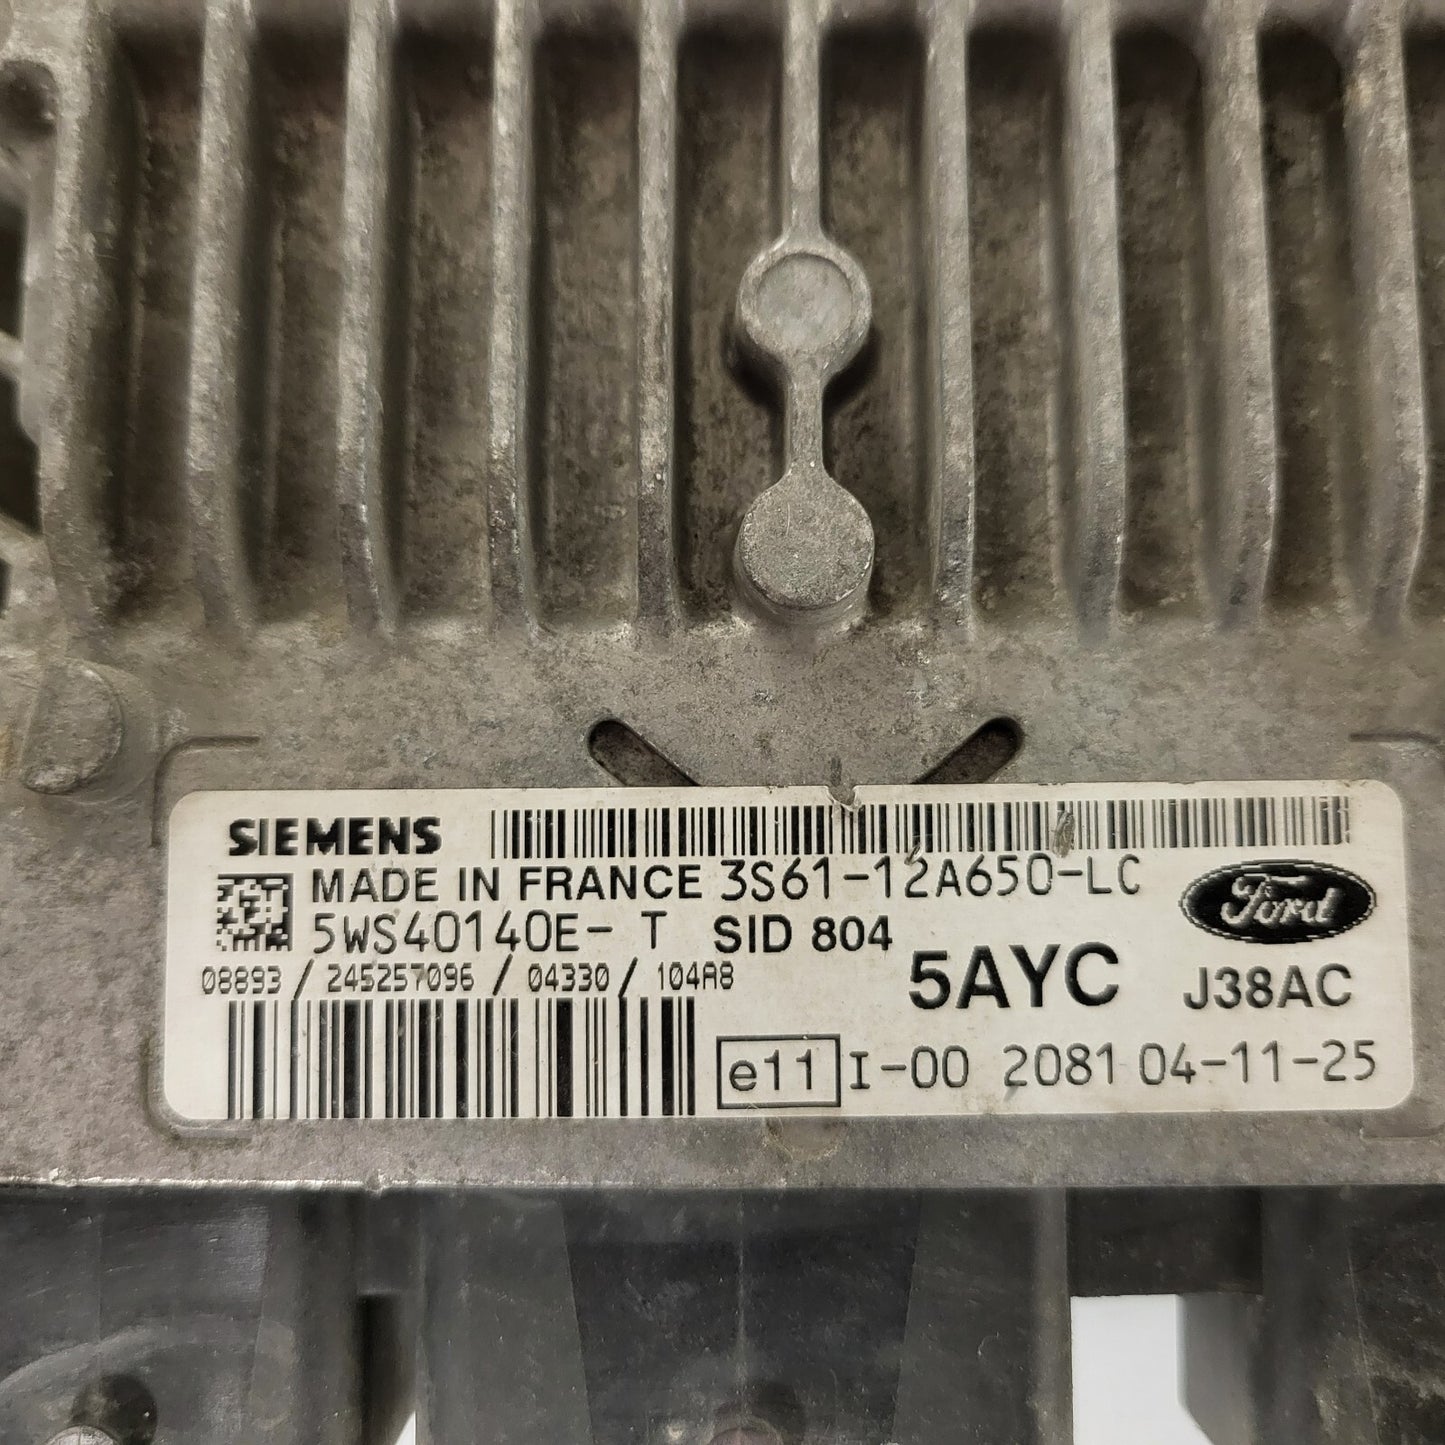 SIEMENS
MADE IN FRANCE 3S61-12A650-LC
Ford
5WS40140E- T SID 804
08893 / 245257096 / 04330 / 104A8
5AYC J38AC
e11 I-00 2081 04-11-25